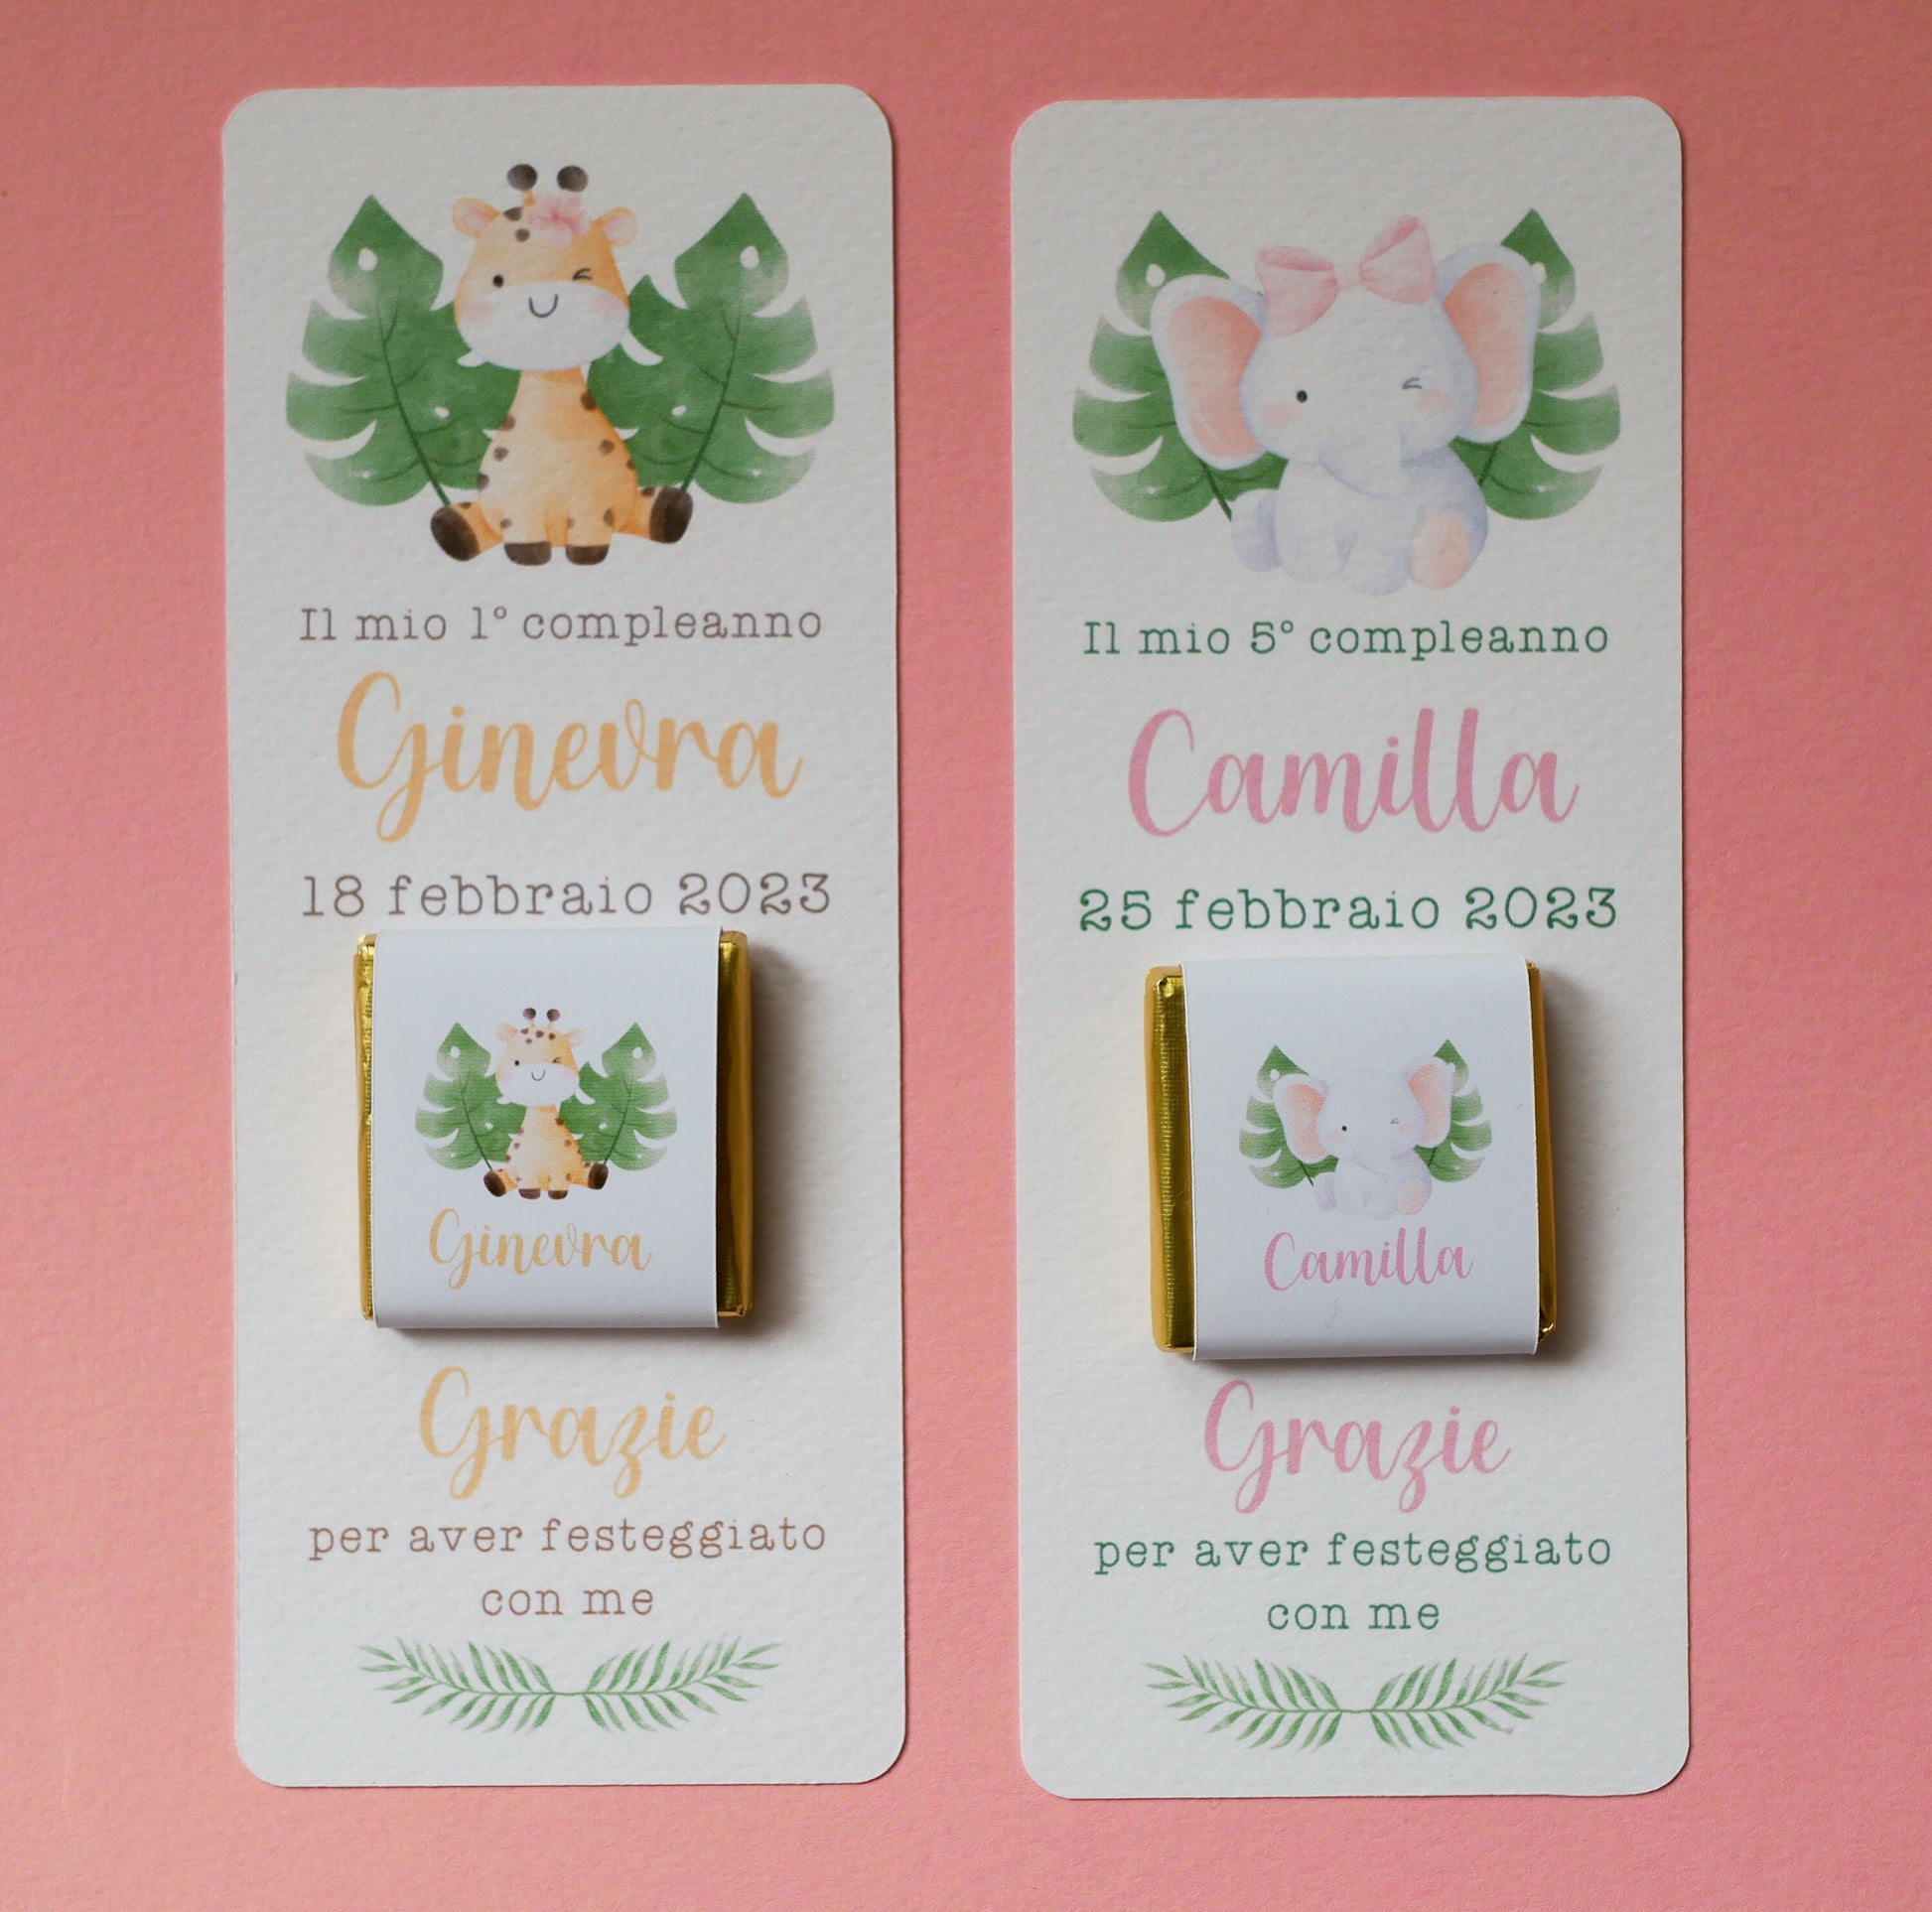 Il mio 1° compleanno
Ginevra
18 febbraio 2023
Ginevra
Grazie
per aver festeggiato
con me
Il mio 5° compleanno
Camilla
25 febbraio 2023
Camilla
Grazie
per aver festeggiato
con me